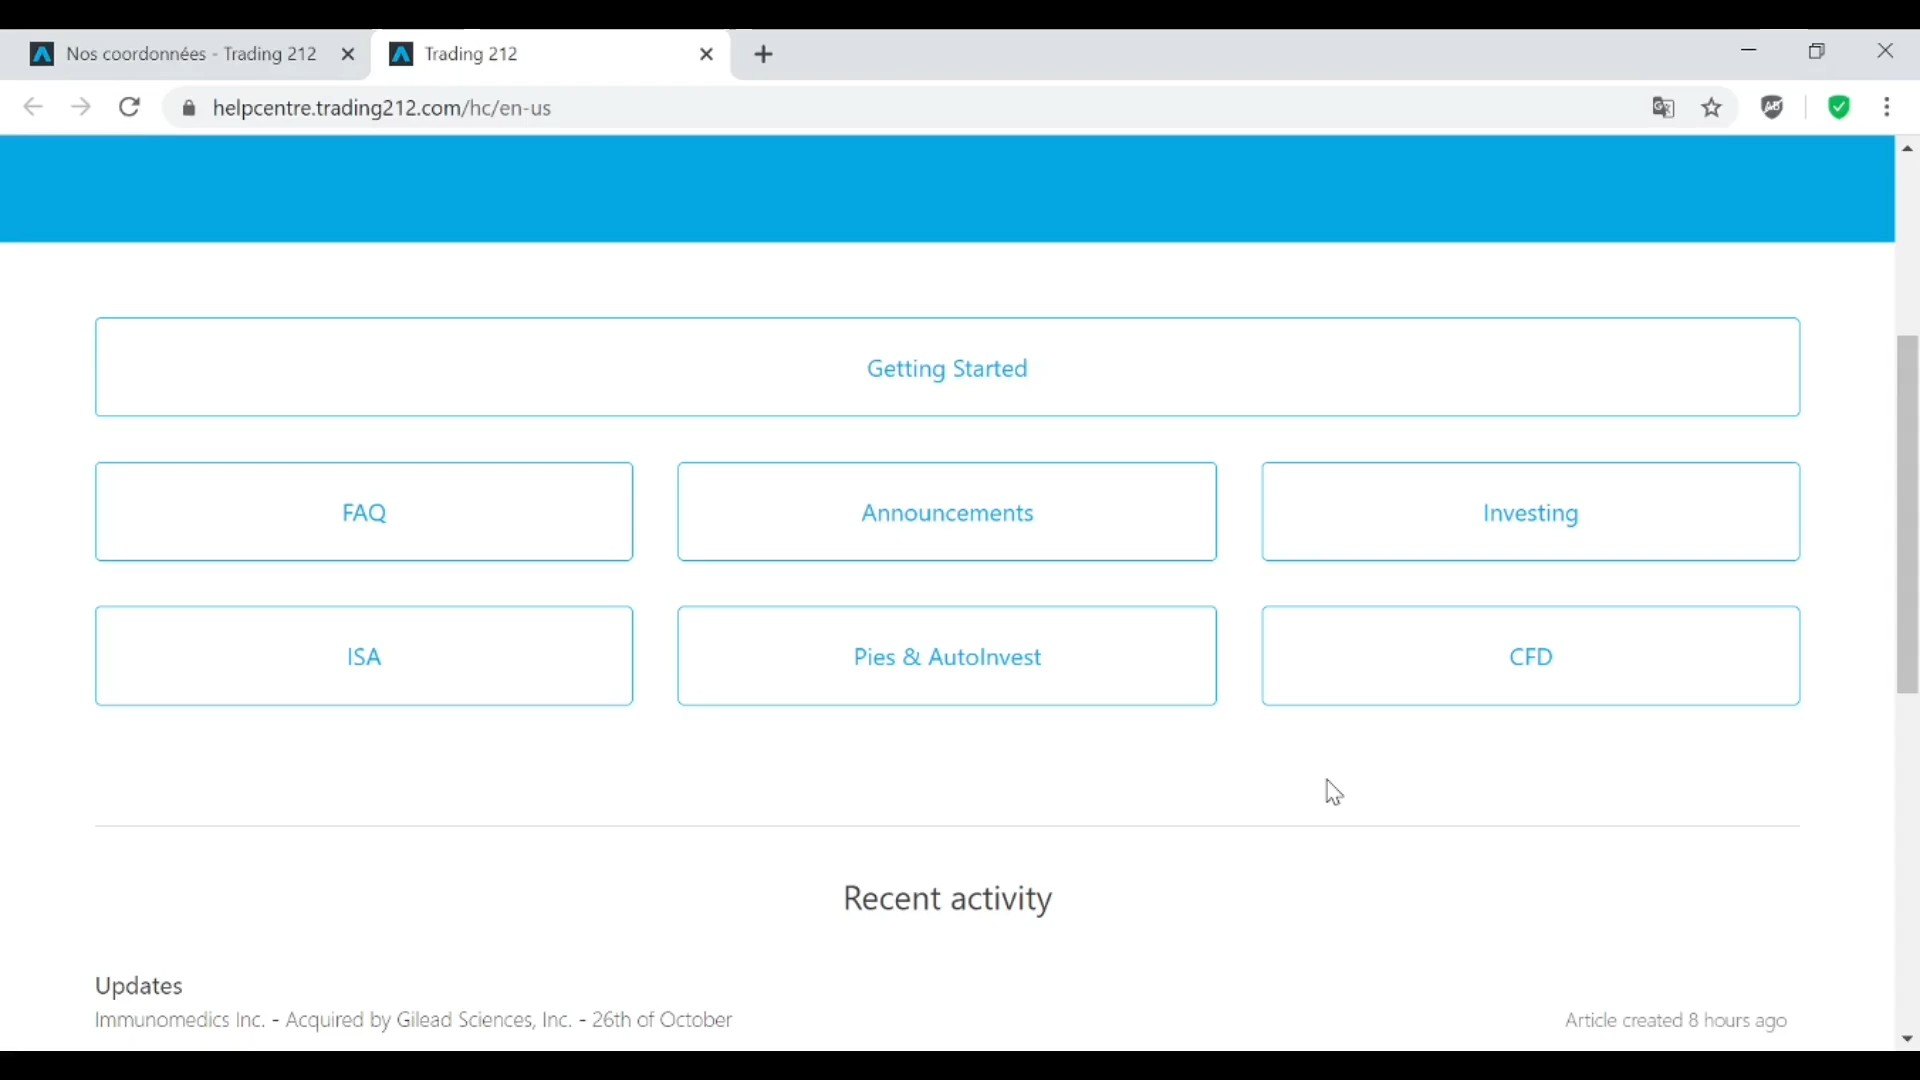 Nos coordonnées - Trading 212
Trading 212
helpcentre.trading212.com/hc/en-us
Getting Started
FAQ
Announcements
Investing
ISA
Pies & AutoInvest
CFD
Recent activity
Updates
Immunomedics Inc. - Acquired by Gilead Sciences, Inc. - 26th of October
Article created 8 hours ago